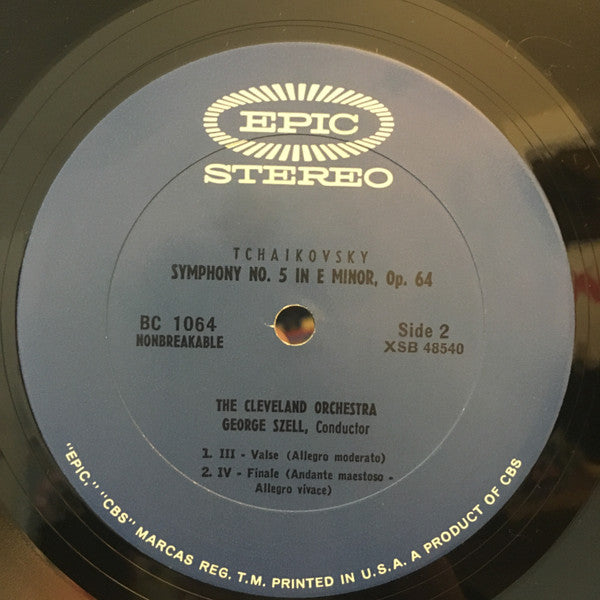 EPIC
STEREO
TCHAIKOVSKY
SYMPHONY NO. 5 IN E MINOR, Op. 64
BC 1064
NONBREAKABLE
Side 2
XSB 48540
THE CLEVELAND ORCHESTRA
GEORGE SZELL, Conductor
1. III - Valse (Allegro moderato)
2. IV - Finale (Andante maestoso -
Allegro vivace)
"EPIC," "CBS" MARCAS REG. T.M. PRINTED IN U.S.A. A PRODUCT OF CBS